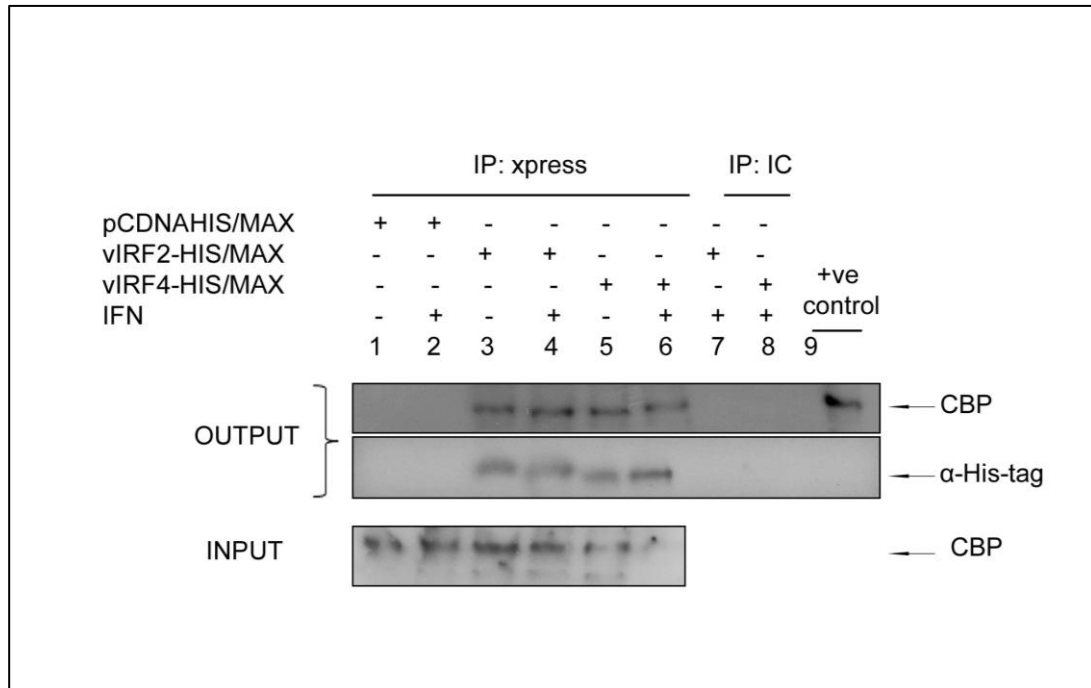 IP: xpress IP: IC
pCDNAHIS/MAX + + - - - - - -
vIRF2-HIS/MAX - - + + - - + -
vIRF4-HIS/MAX - - - - + + - +
IFN - + - + - + + +
+ve
control
1 2 3 4 5 6 7 8 9
OUTPUT
CBP
α-His-tag
INPUT CBP